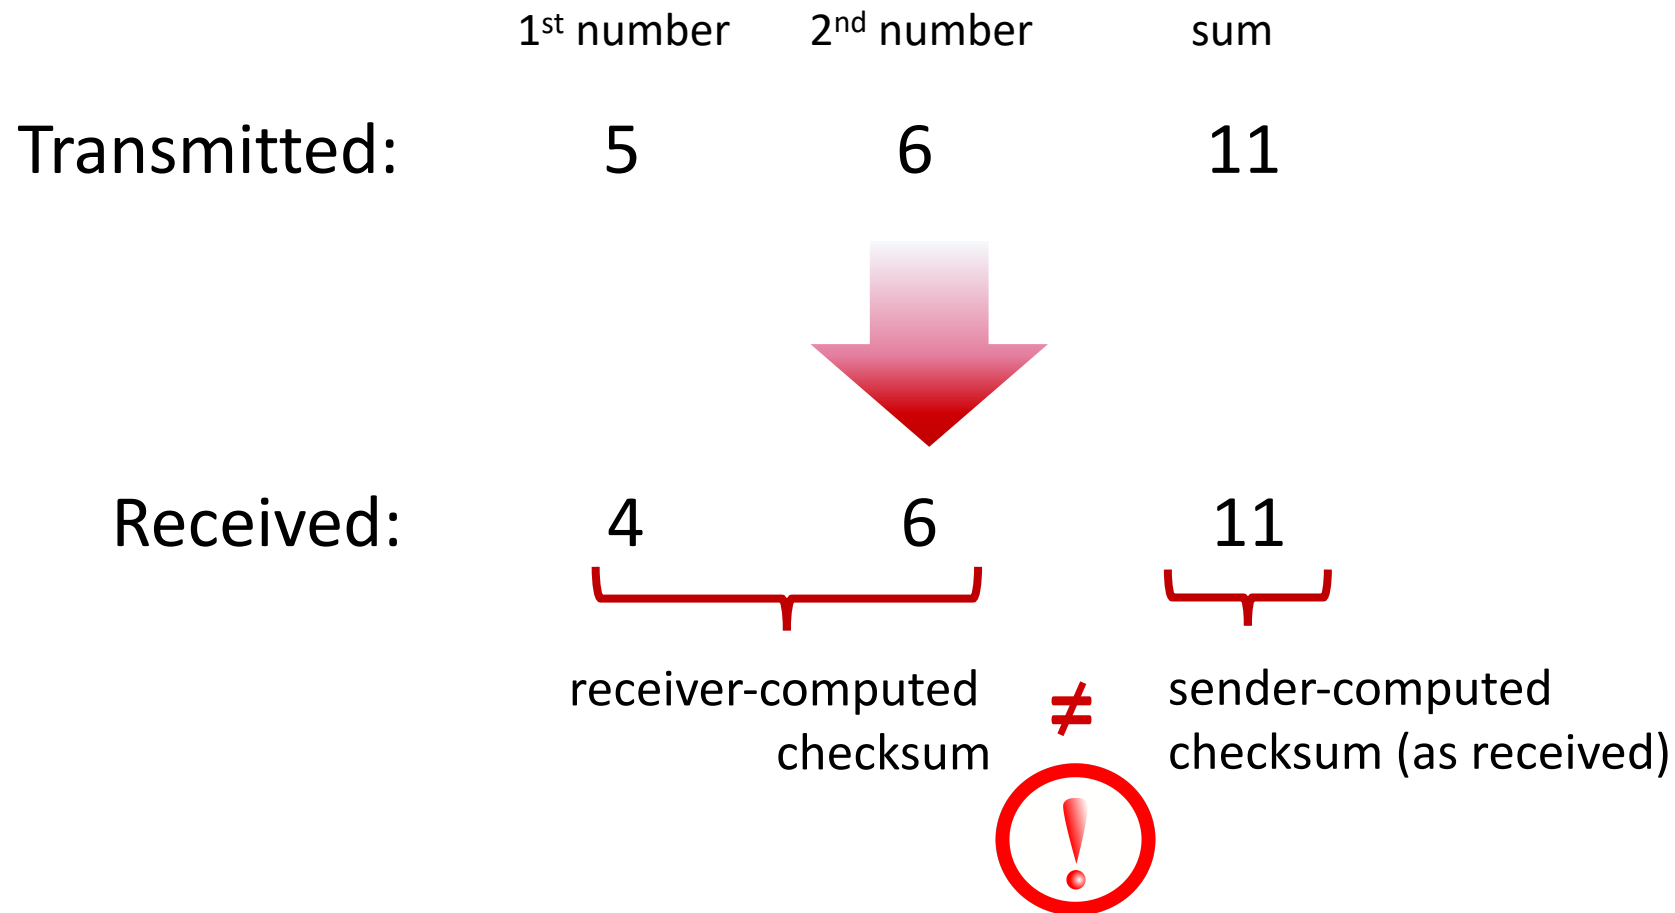 1st number 2nd number sum
Transmitted: 5 6 11
Received: 4 6 11
receiver-computed ≠ sender-computed
checksum checksum (as received)
!